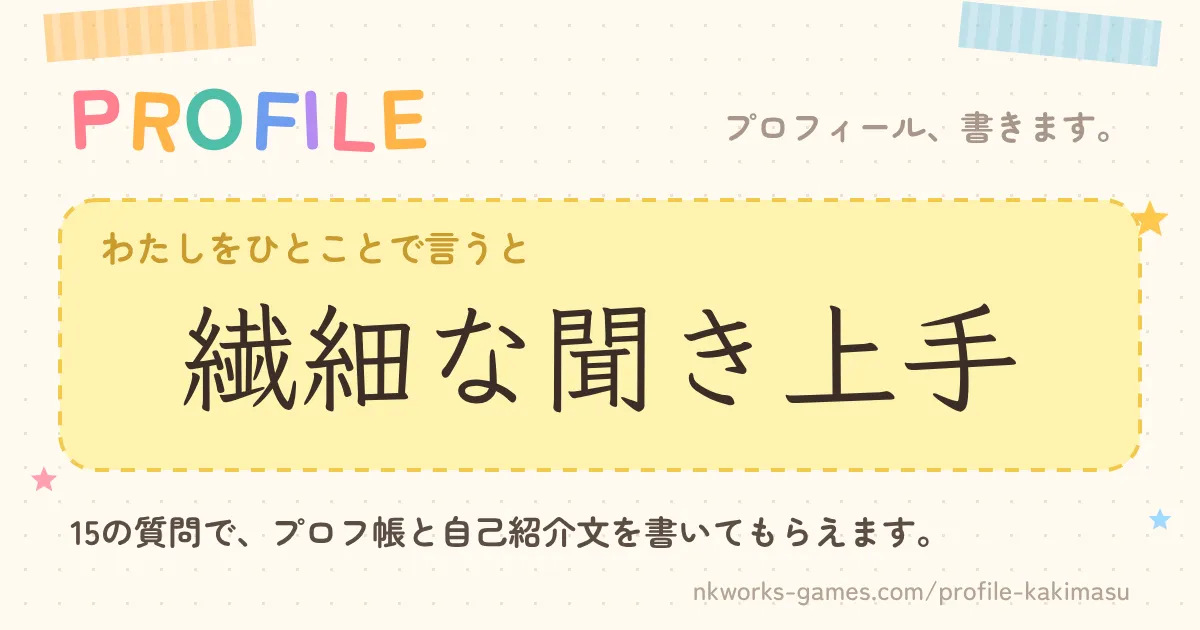 PROFILE
プロフィール、書きます。
わたしをひとことで言うと
繊細な聞き上手
15の質問で、プロフ帳と自己紹介文を書いてもらえます。
nkworks-games.com/profile-kakimasu